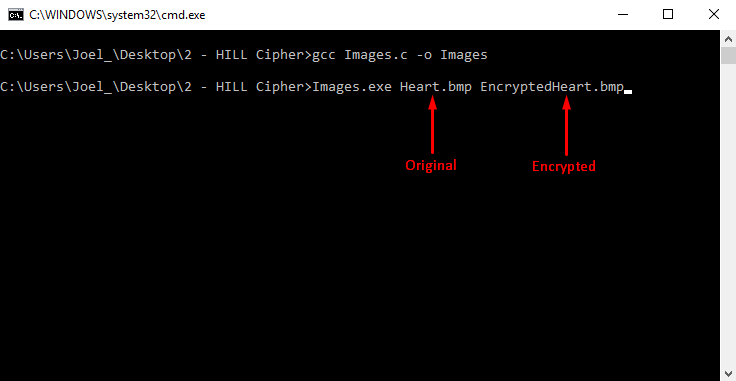 C:\WINDOWS\system32\cmd.exe
C:\Users\Joel_\Desktop\2 - HILL Cipher>gcc Images.c -o Images
C:\Users\Joel_\Desktop\2 - HILL Cipher>Images.exe Heart.bmp EncryptedHeart.bmp
Original Encrypted